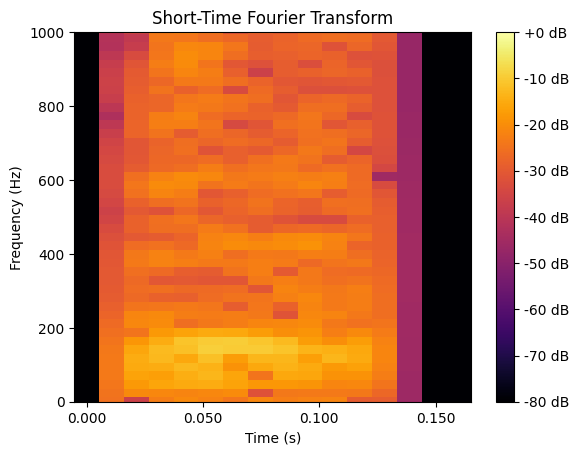 Short-Time Fourier Transform
1000
800
600
400
200
0
Frequency (Hz)
0.000
0.050
0.100
0.150
Time (s)
+0 dB
-10 dB
-20 dB
-30 dB
-40 dB
-50 dB
-60 dB
-70 dB
-80 dB